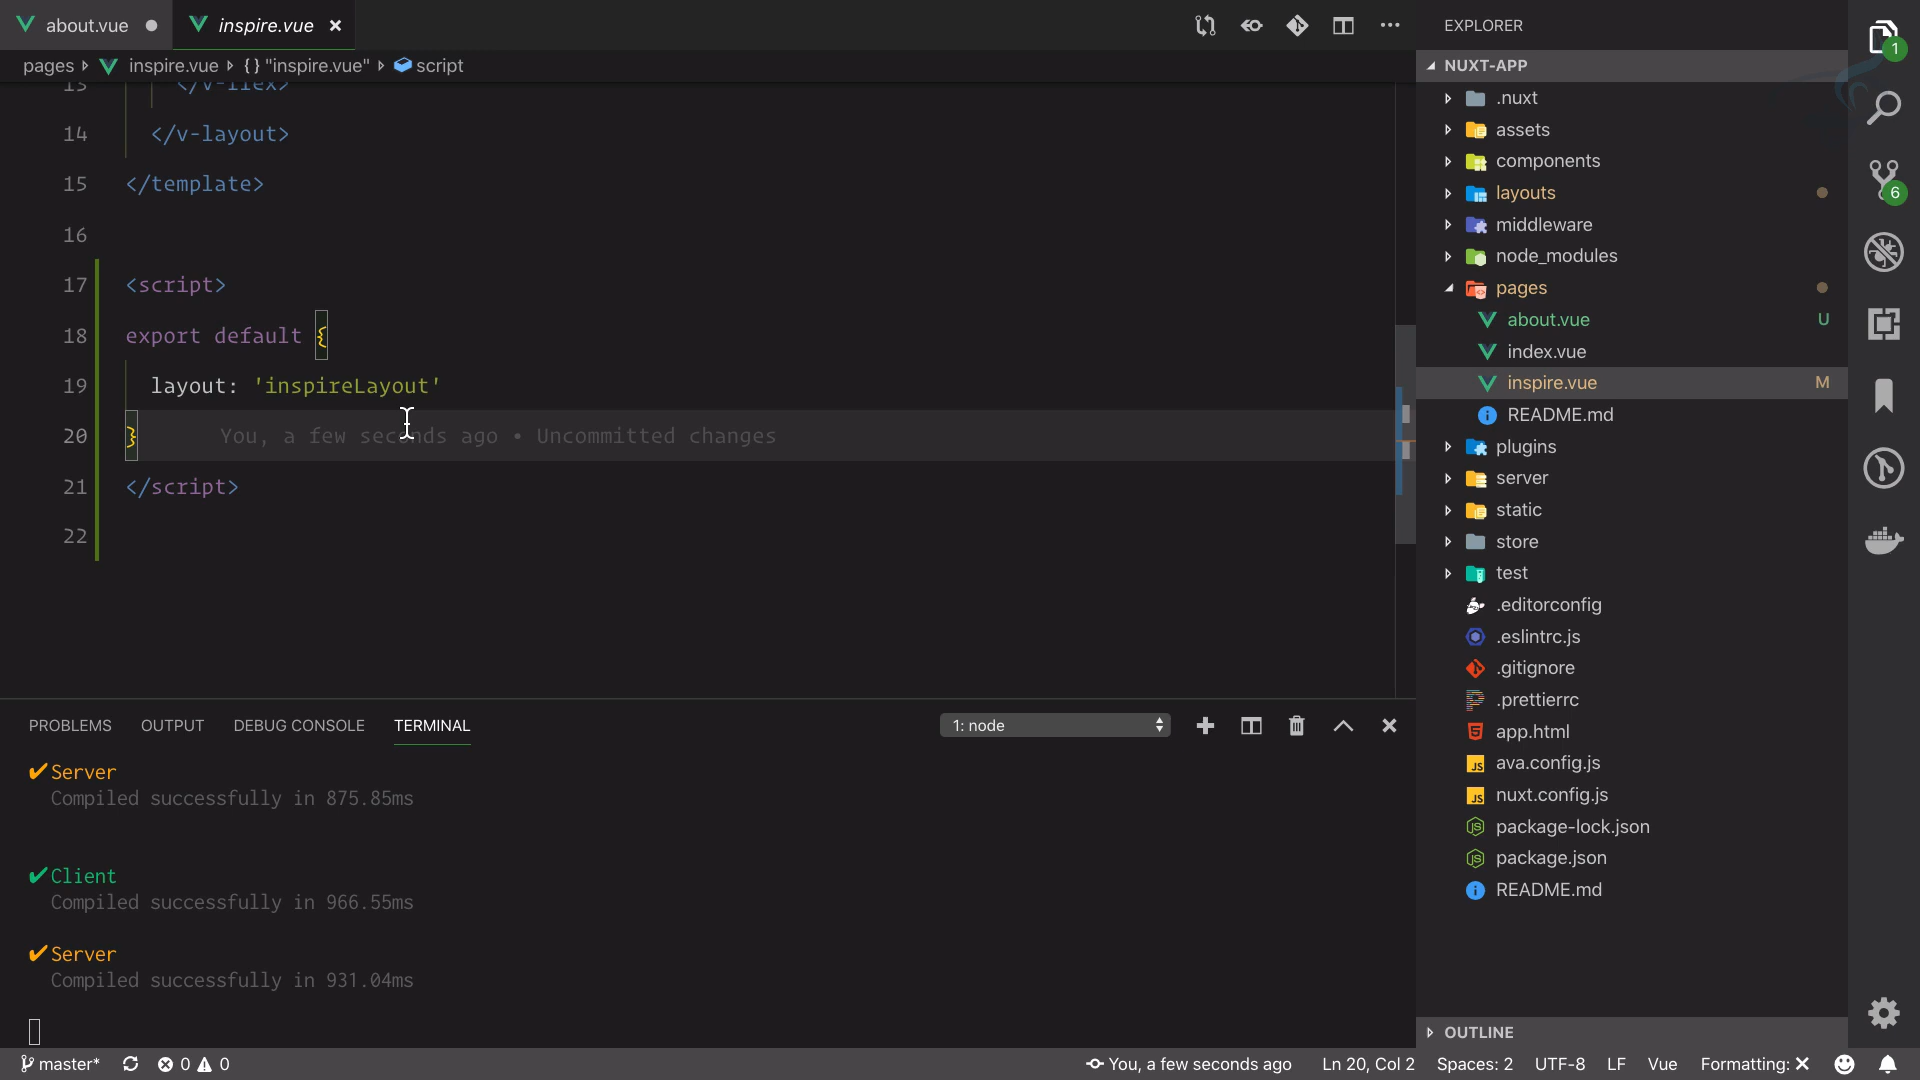 about.vue
inspire.vue
pages inspire.vue {} "inspire.vue" script
13 </v-flex>
14 </v-layout>
15 </template>
16
17 <script>
18 export default {
19 layout: 'inspireLayout'
20 } You, a few seconds ago • Uncommitted changes
21 </script>
22
PROBLEMS OUTPUT DEBUG CONSOLE TERMINAL 1: node
✔Server
Compiled successfully in 875.85ms
✔Client
Compiled successfully in 966.55ms
✔Server
Compiled successfully in 931.04ms
EXPLORER
NUXT-APP
.nuxt
assets
components
layouts
middleware
node_modules
pages
about.vue U
index.vue
inspire.vue M
README.md
plugins
server
static
store
test
.editorconfig
.eslintrc.js
.gitignore
.prettierrc
app.html
JS ava.config.js
JS nuxt.config.js
package-lock.json
package.json
README.md
OUTLINE
1
6
master* 0 0 You, a few seconds ago Ln 20, Col 2 Spaces: 2 UTF-8 LF Vue Formatting: ✕